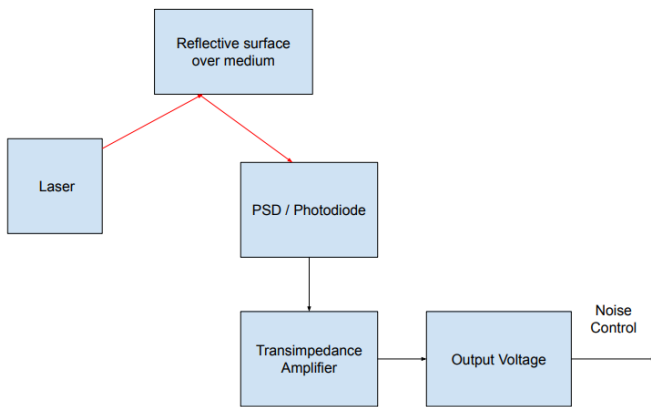 Reflective surface
over medium
Laser
PSD / Photodiode
Transimpedance
Amplifier
Output Voltage
Noise
Control